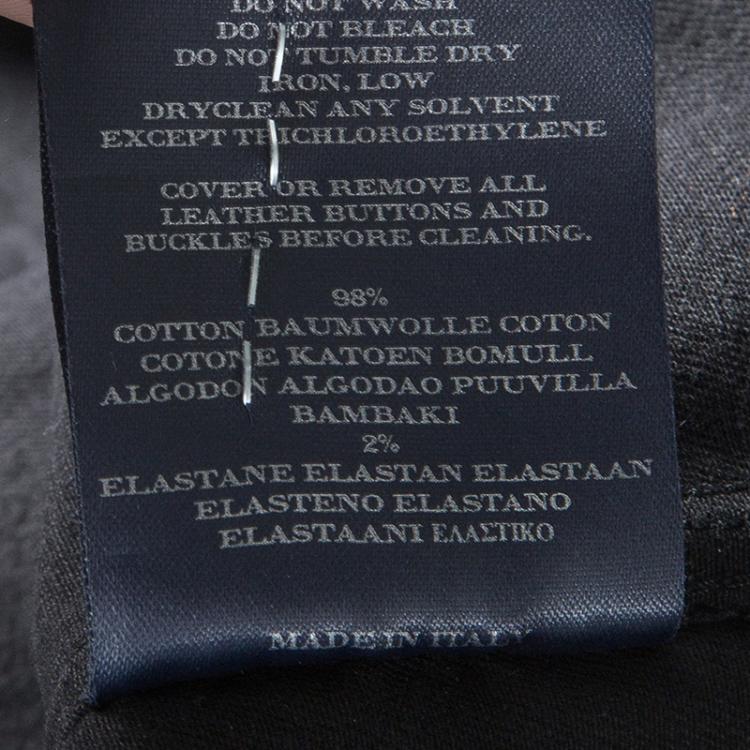 DO NOT WASH
DO NOT BLEACH
DO NOT TUMBLE DRY
IRON, LOW
DRYCLEAN ANY SOLVENT
EXCEPT TRICHLOROETHYLENE
COVER OR REMOVE ALL
LEATHER BUTTONS AND
BUCKLES BEFORE CLEANING.
98%
COTTON BAUMWOLLE COTON
COTONE KATOEN BOMULL
ALGODON ALGODAO PUUVILLA
BAMBAKI
2%
ELASTANE ELASTAN ELASTAAN
ELASTENO ELASTANO
ELASTAANI ΕΛΑΣΤΙΚΟ
MADE IN ITALY